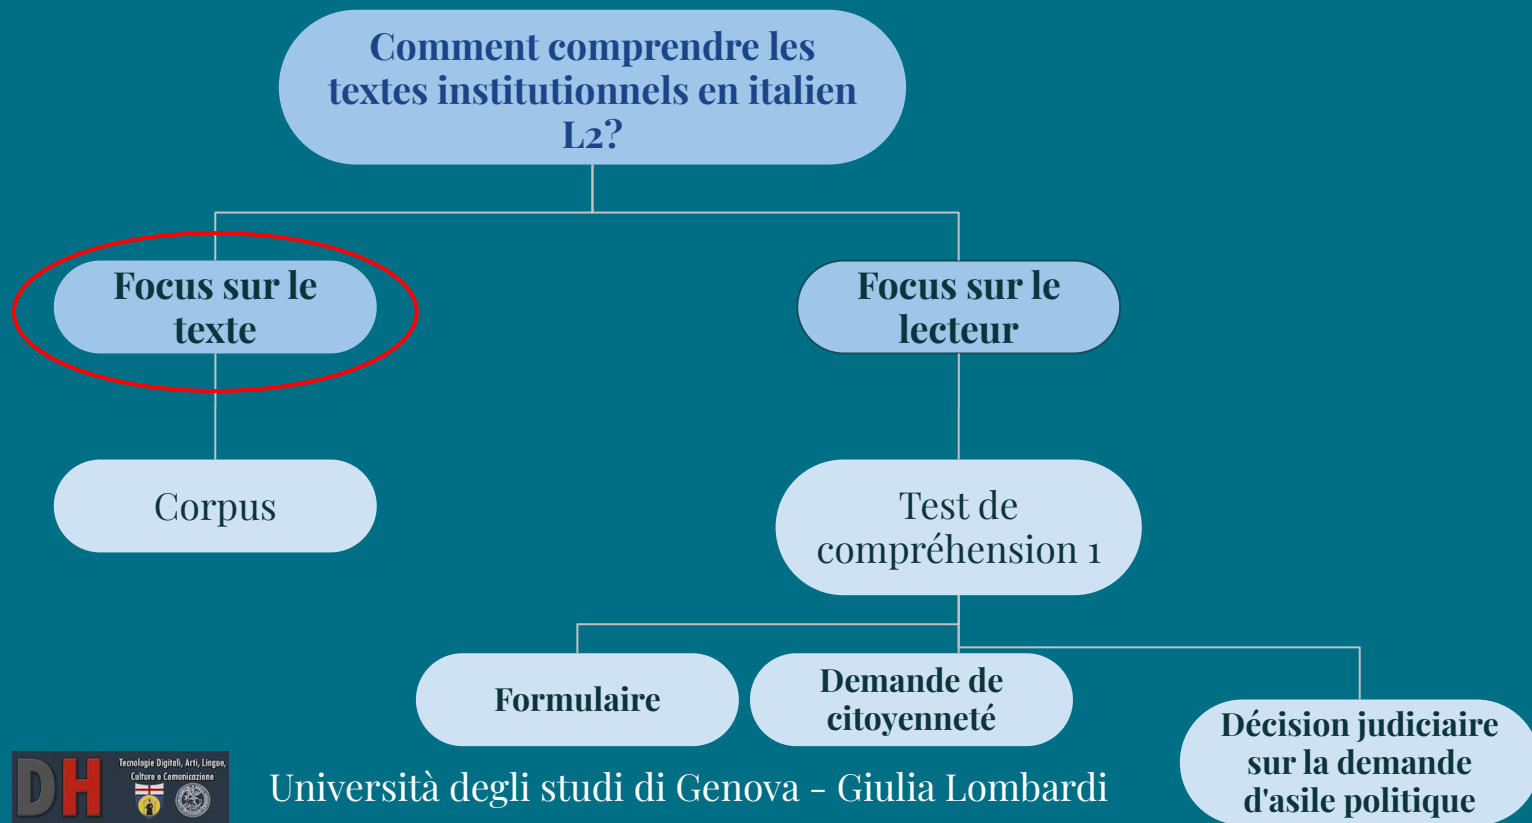 Comment comprendre les
textes institutionnels en italien
L2?
Focus sur le
texte
Focus sur le
lecteur
Corpus
Test de
compréhension 1
Formulaire
Demande de
citoyenneté
Décision judiciaire
sur la demande
d'asile politique
DH
Tecnologie Digitali, Arti, Lingue,
Culture e Comunicazione
Università degli studi di Genova - Giulia Lombardi